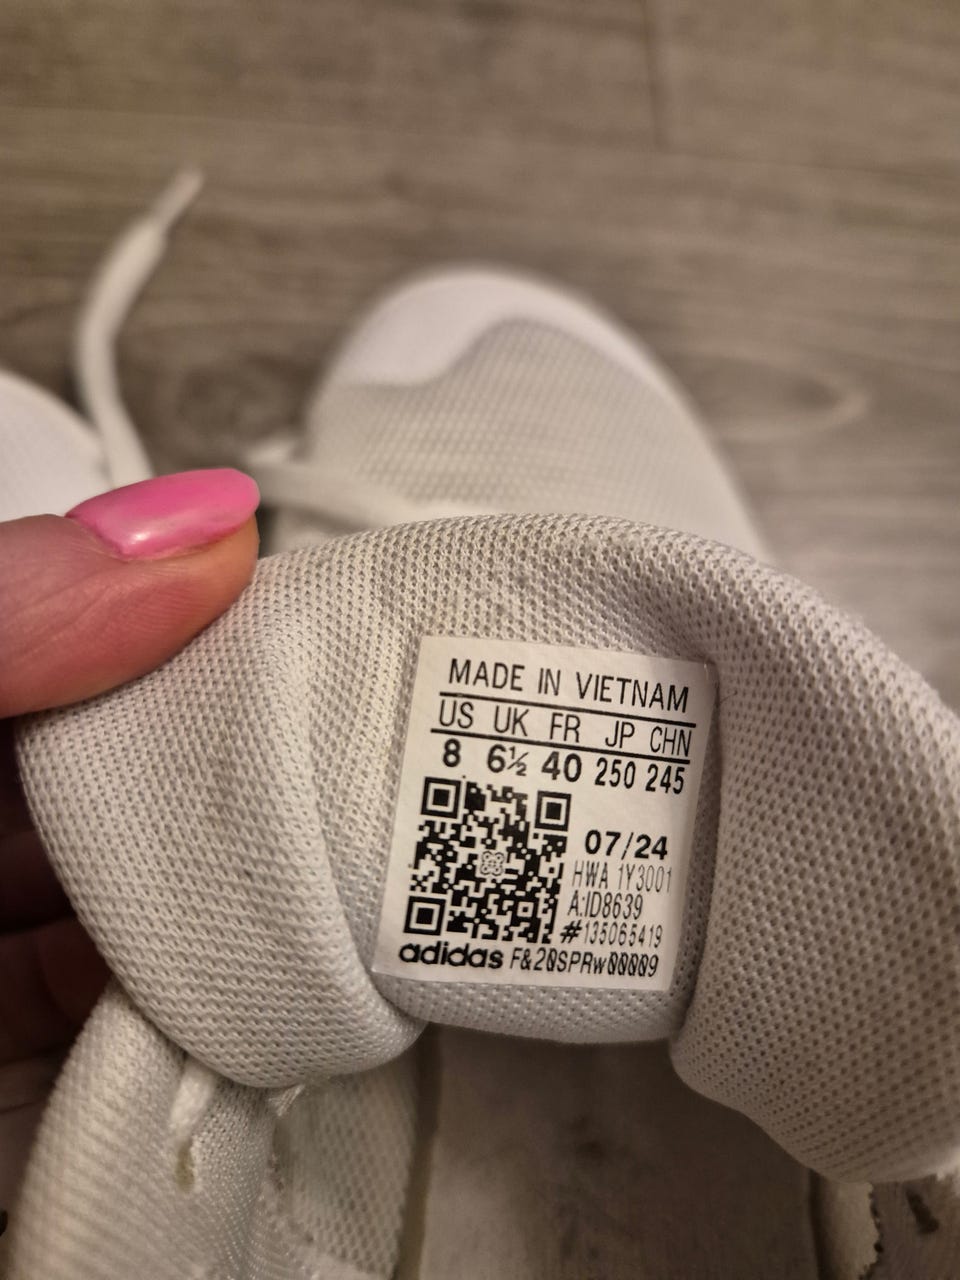 MADE IN VIETNAM
US UK FR JP CHN
8 6½ 40 250 245
07/24
HWA 1Y3001
A:ID8639
#135065419
adidas F&20SPRw00009